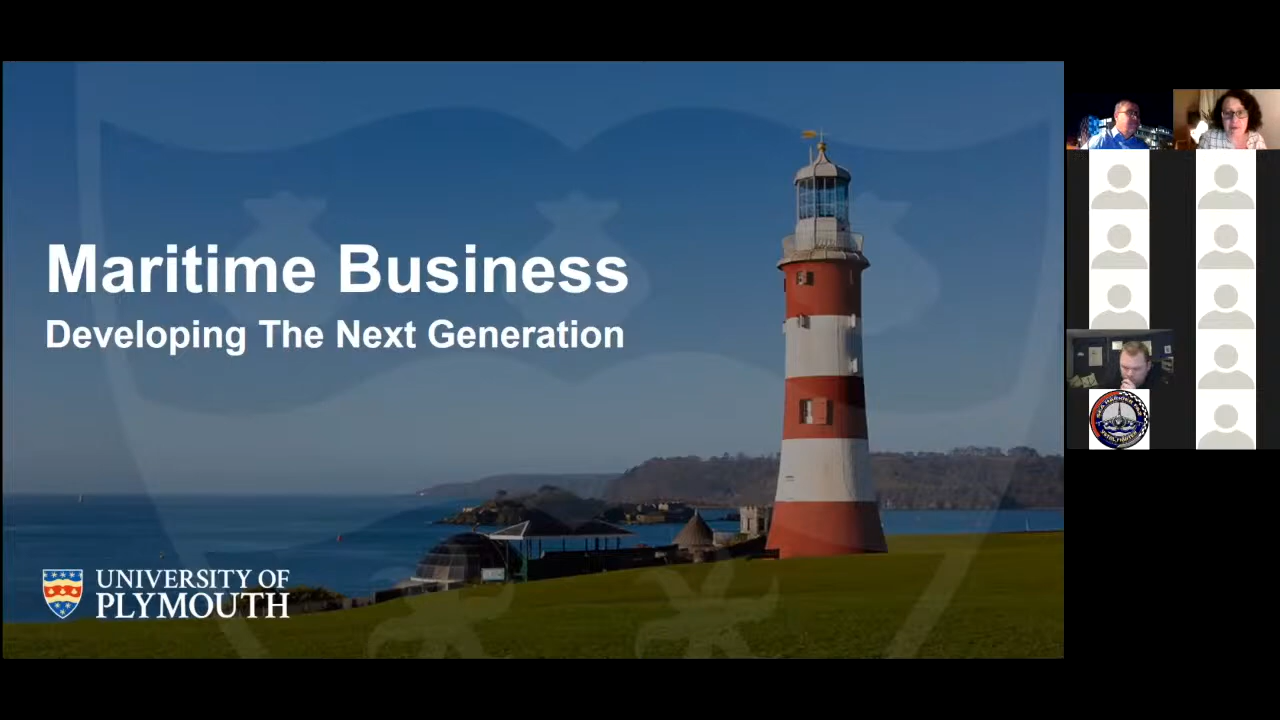 Maritime Business
Developing The Next Generation
UNIVERSITY OF
PLYMOUTH